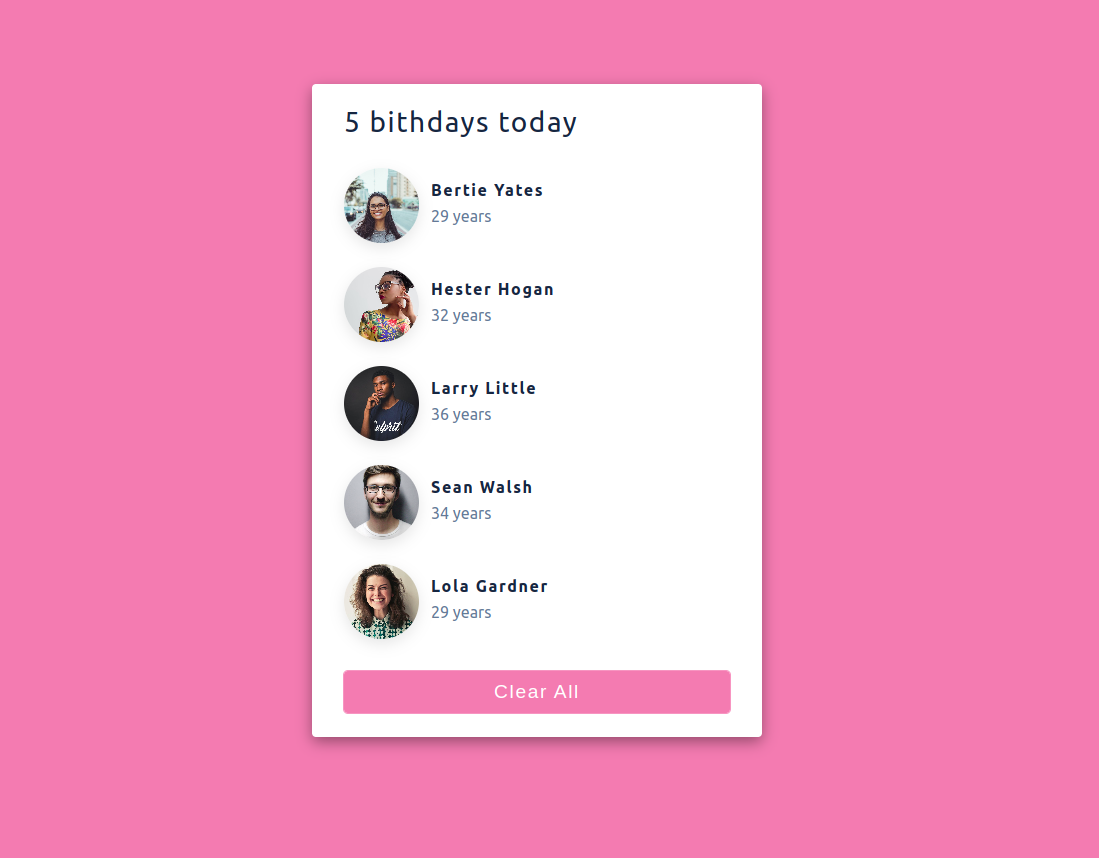 5 bithdays today
Bertie Yates
29 years
Hester Hogan
32 years
Larry Little
36 years
Sean Walsh
34 years
Lola Gardner
29 years
Clear All